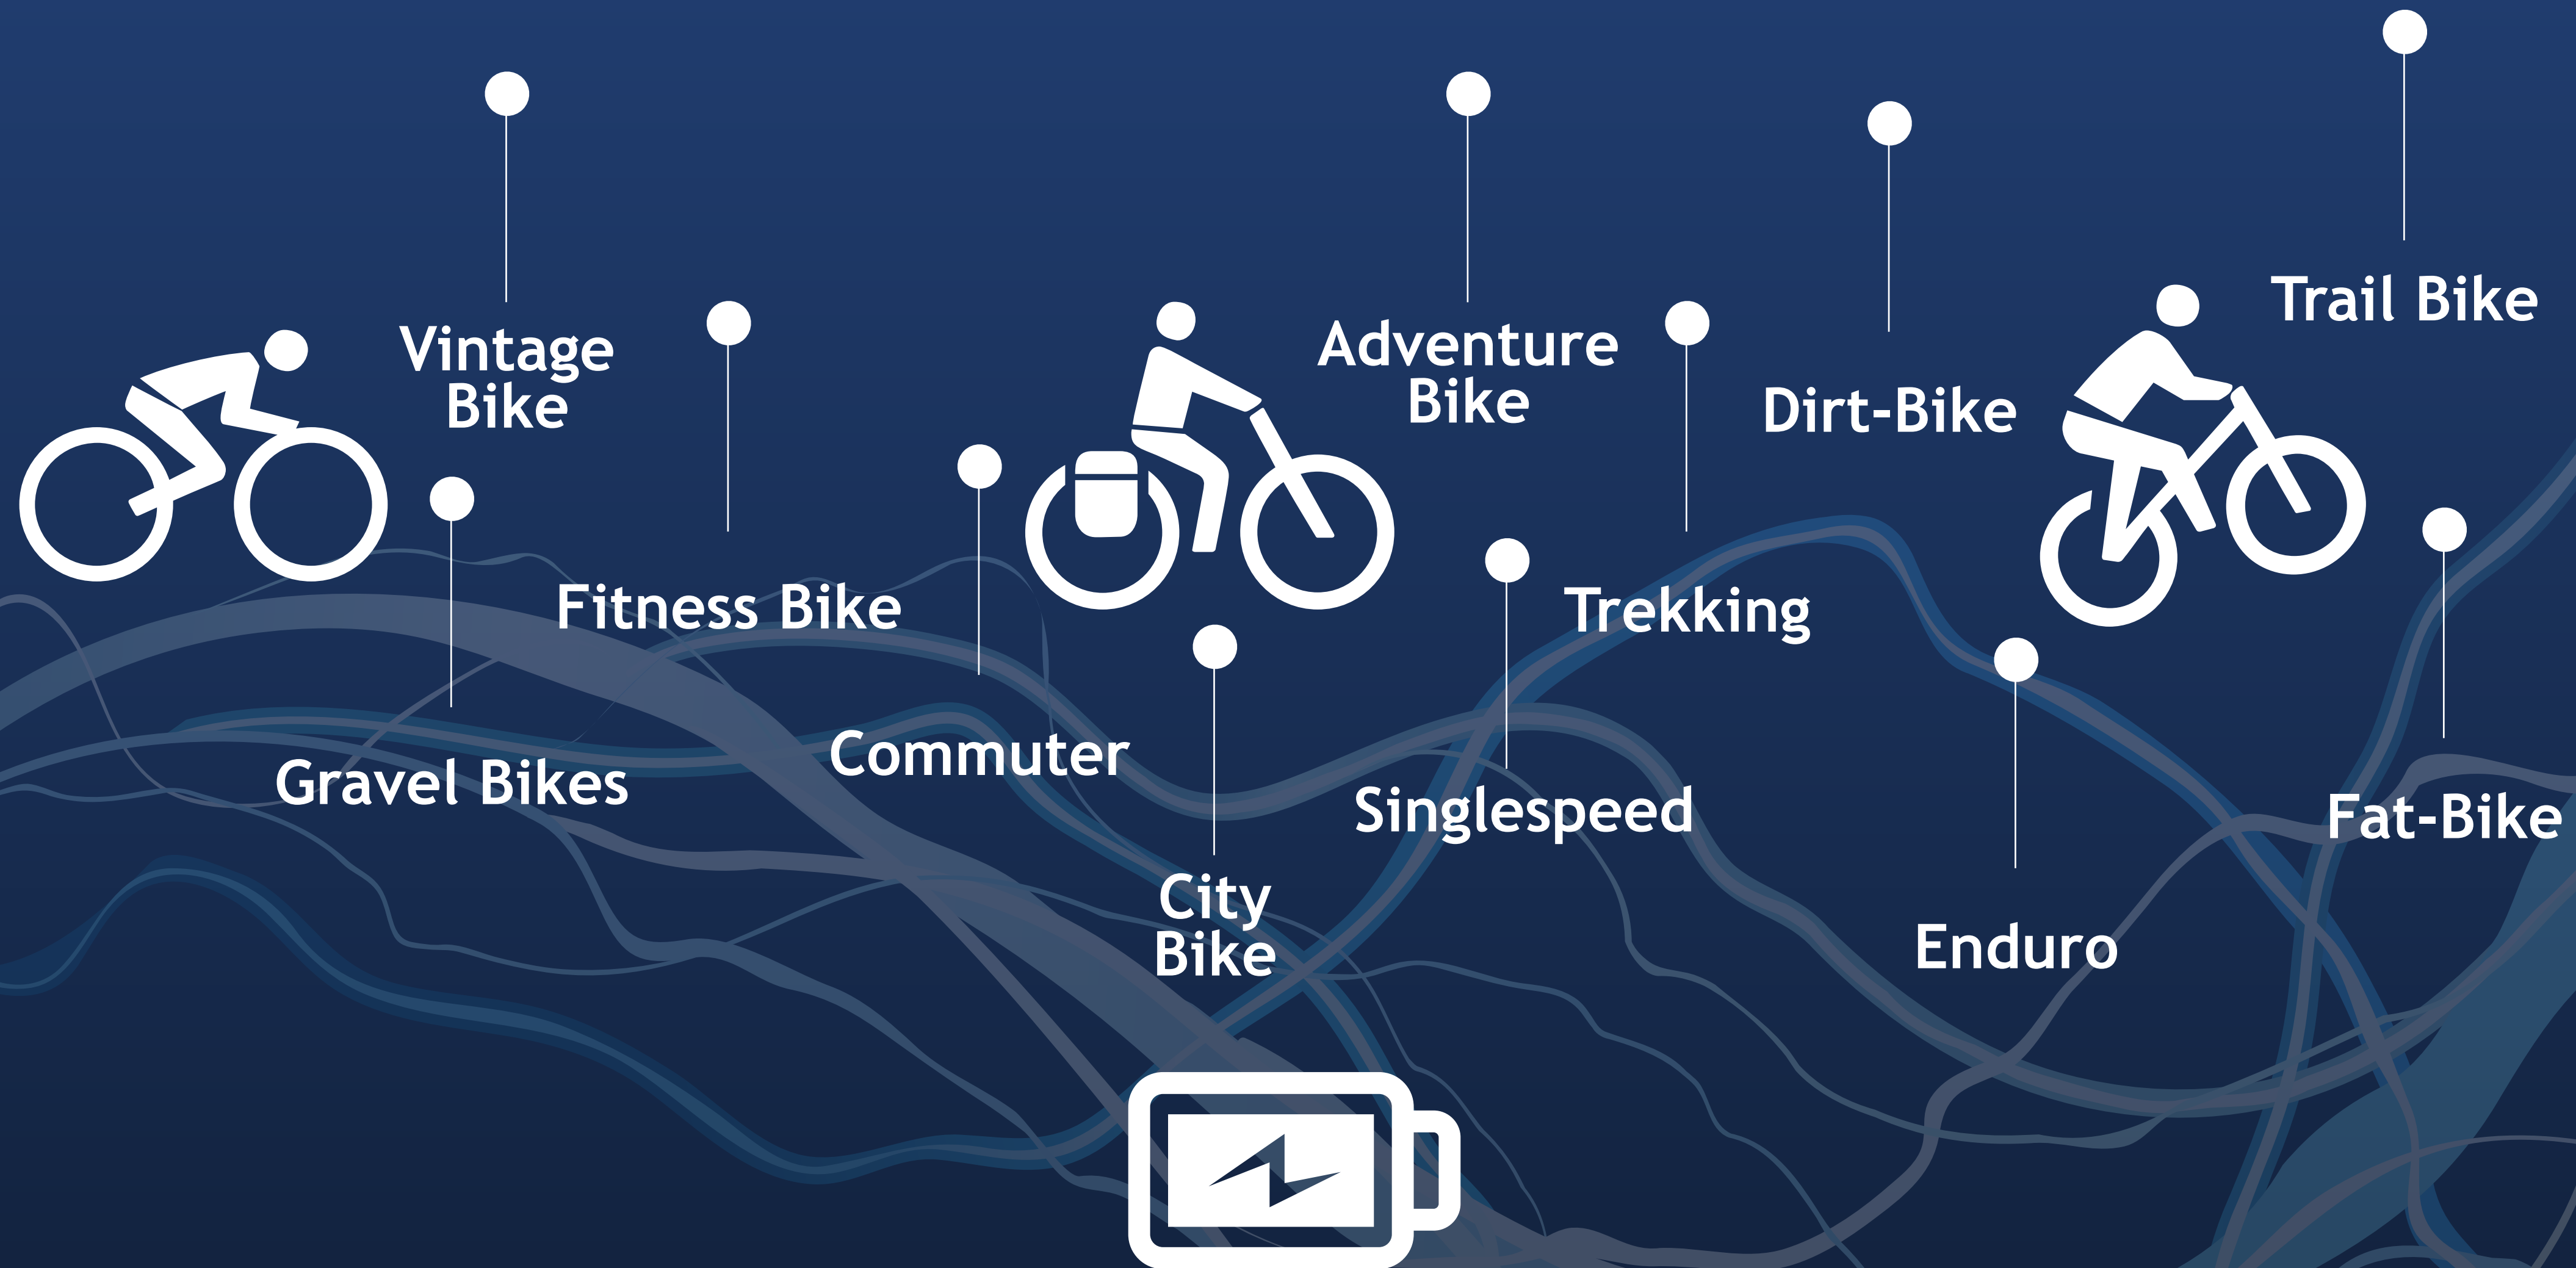 Trail Bike
Vintage
Bike
Adventure
Bike
Dirt-Bike
Fitness Bike
Trekking
Commuter
Gravel Bikes
Singlespeed
Fat-Bike
City
Bike
Enduro